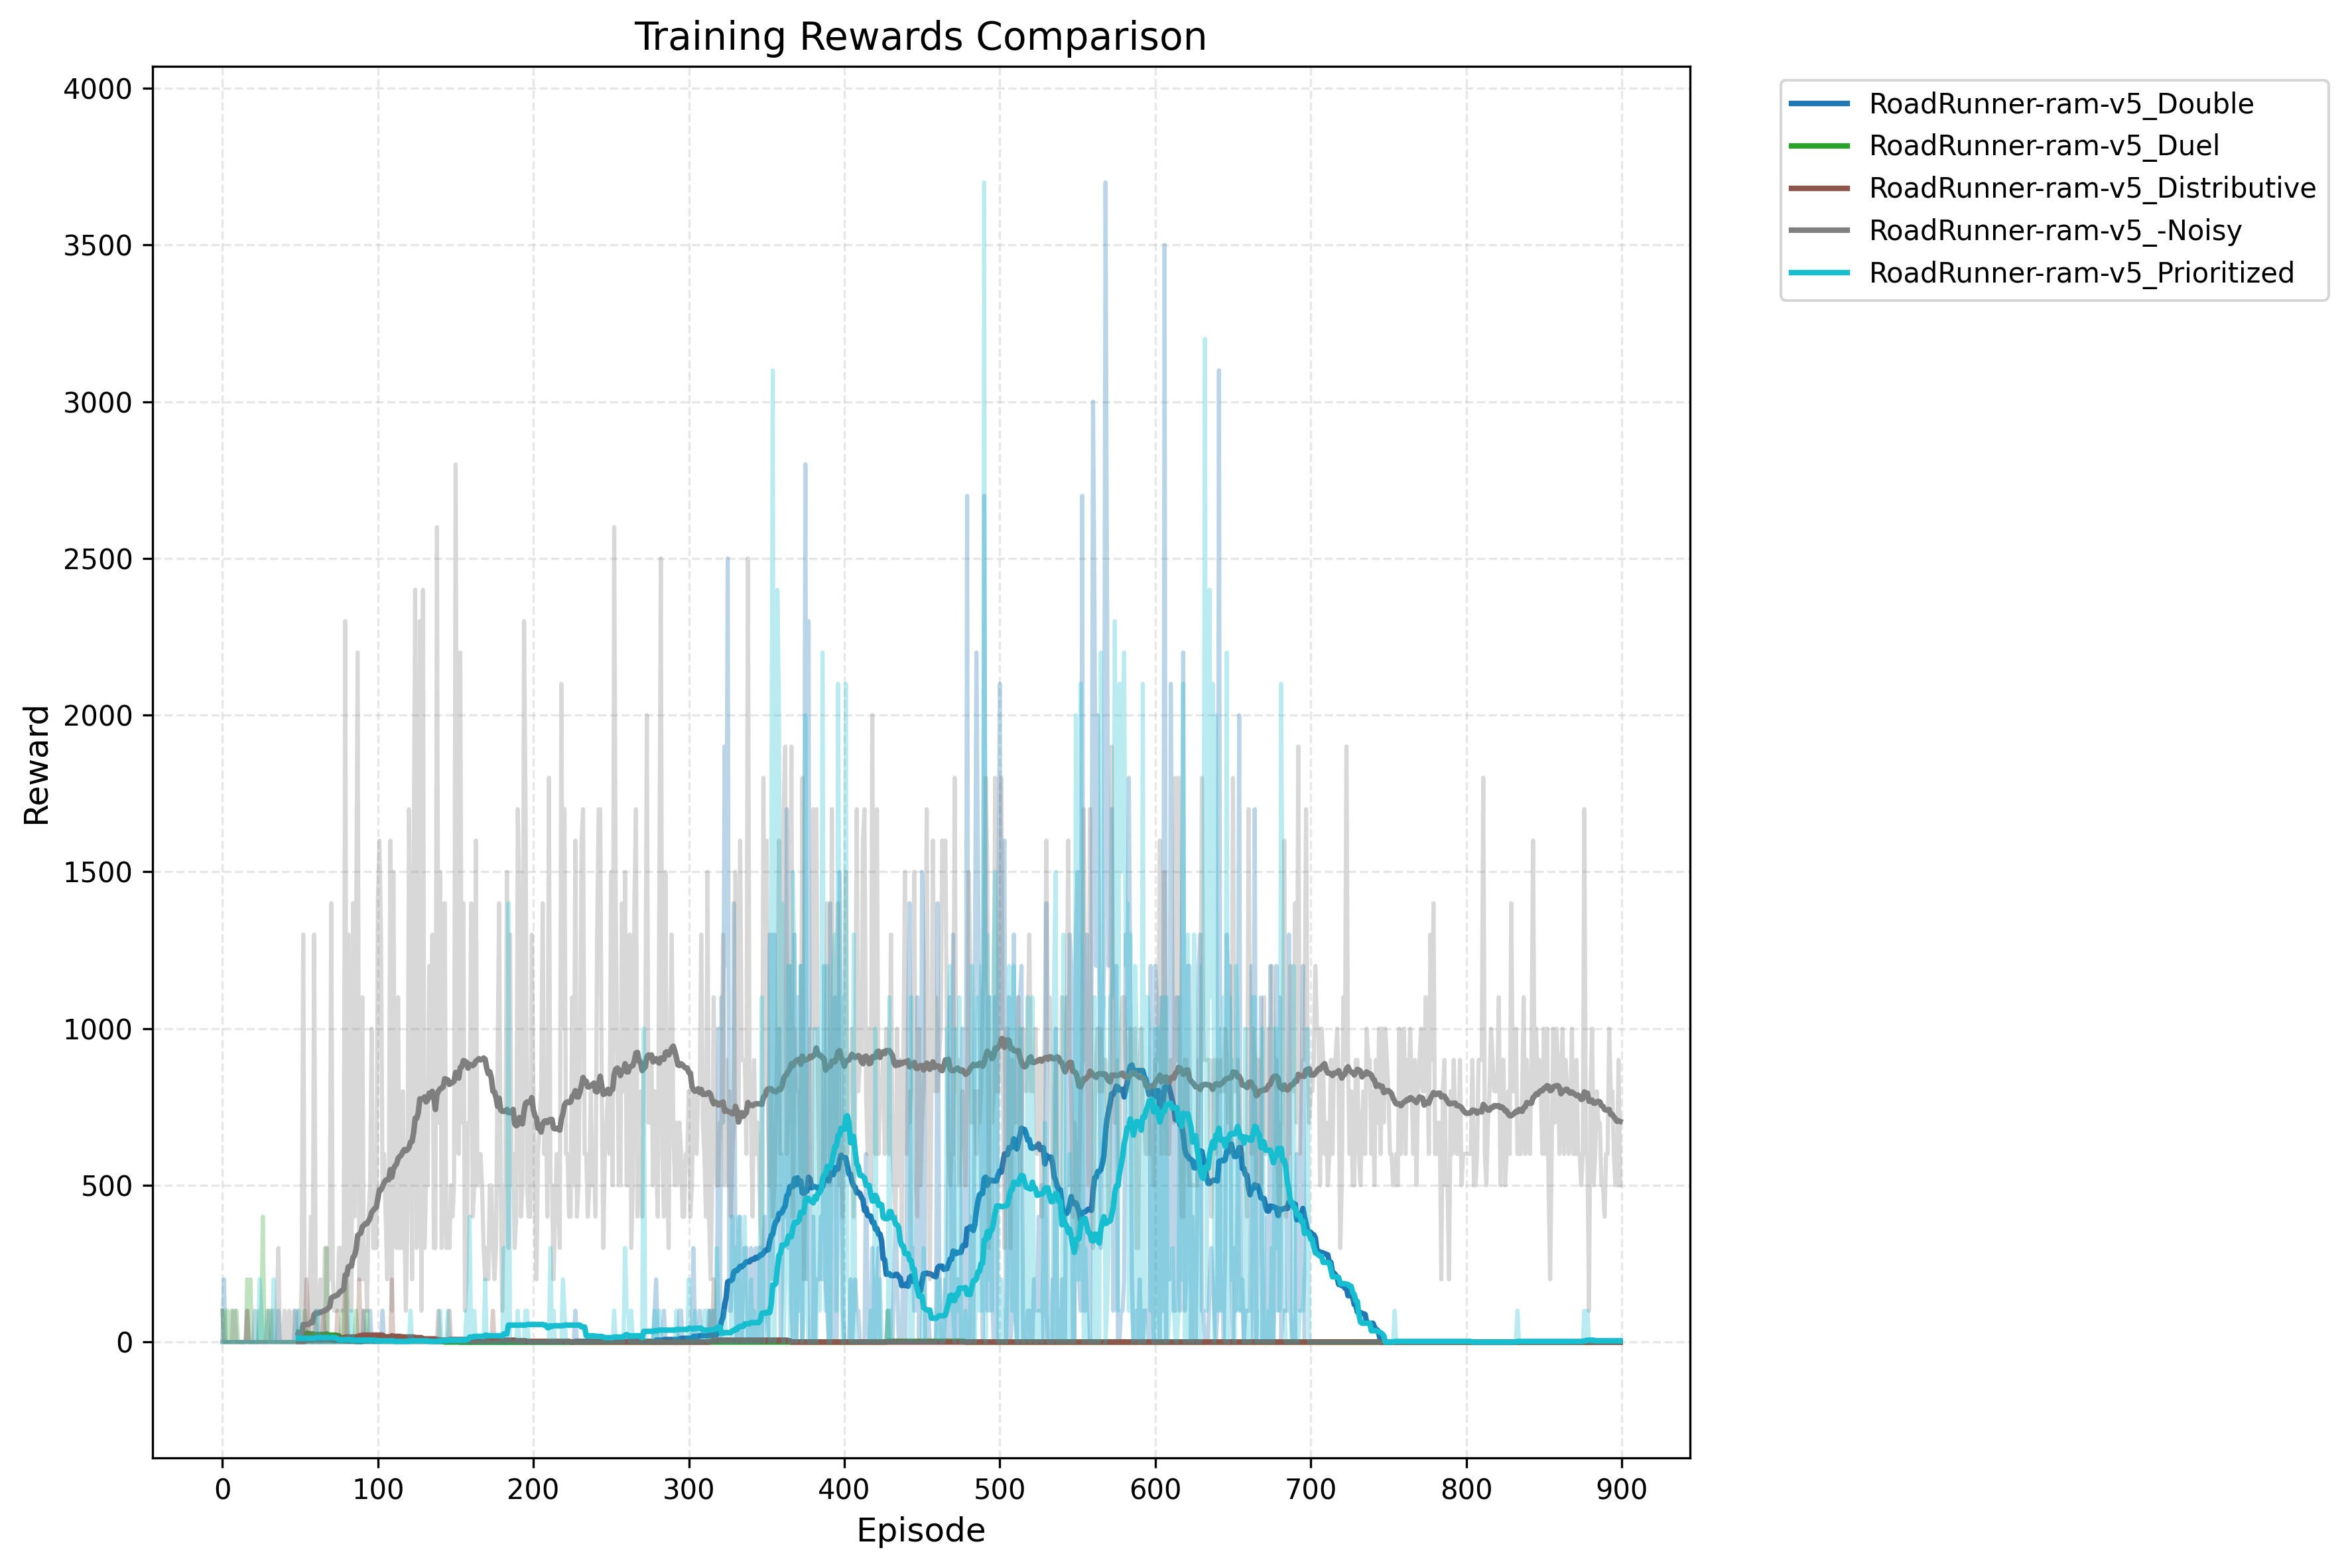 Training Rewards Comparison
4000
3500
3000
2500
2000
1500
1000
500
0
Reward
0 100 200 300 400 500 600 700 800 900
Episode
RoadRunner-ram-v5_Double
RoadRunner-ram-v5_Duel
RoadRunner-ram-v5_Distributive
RoadRunner-ram-v5_-Noisy
RoadRunner-ram-v5_Prioritized